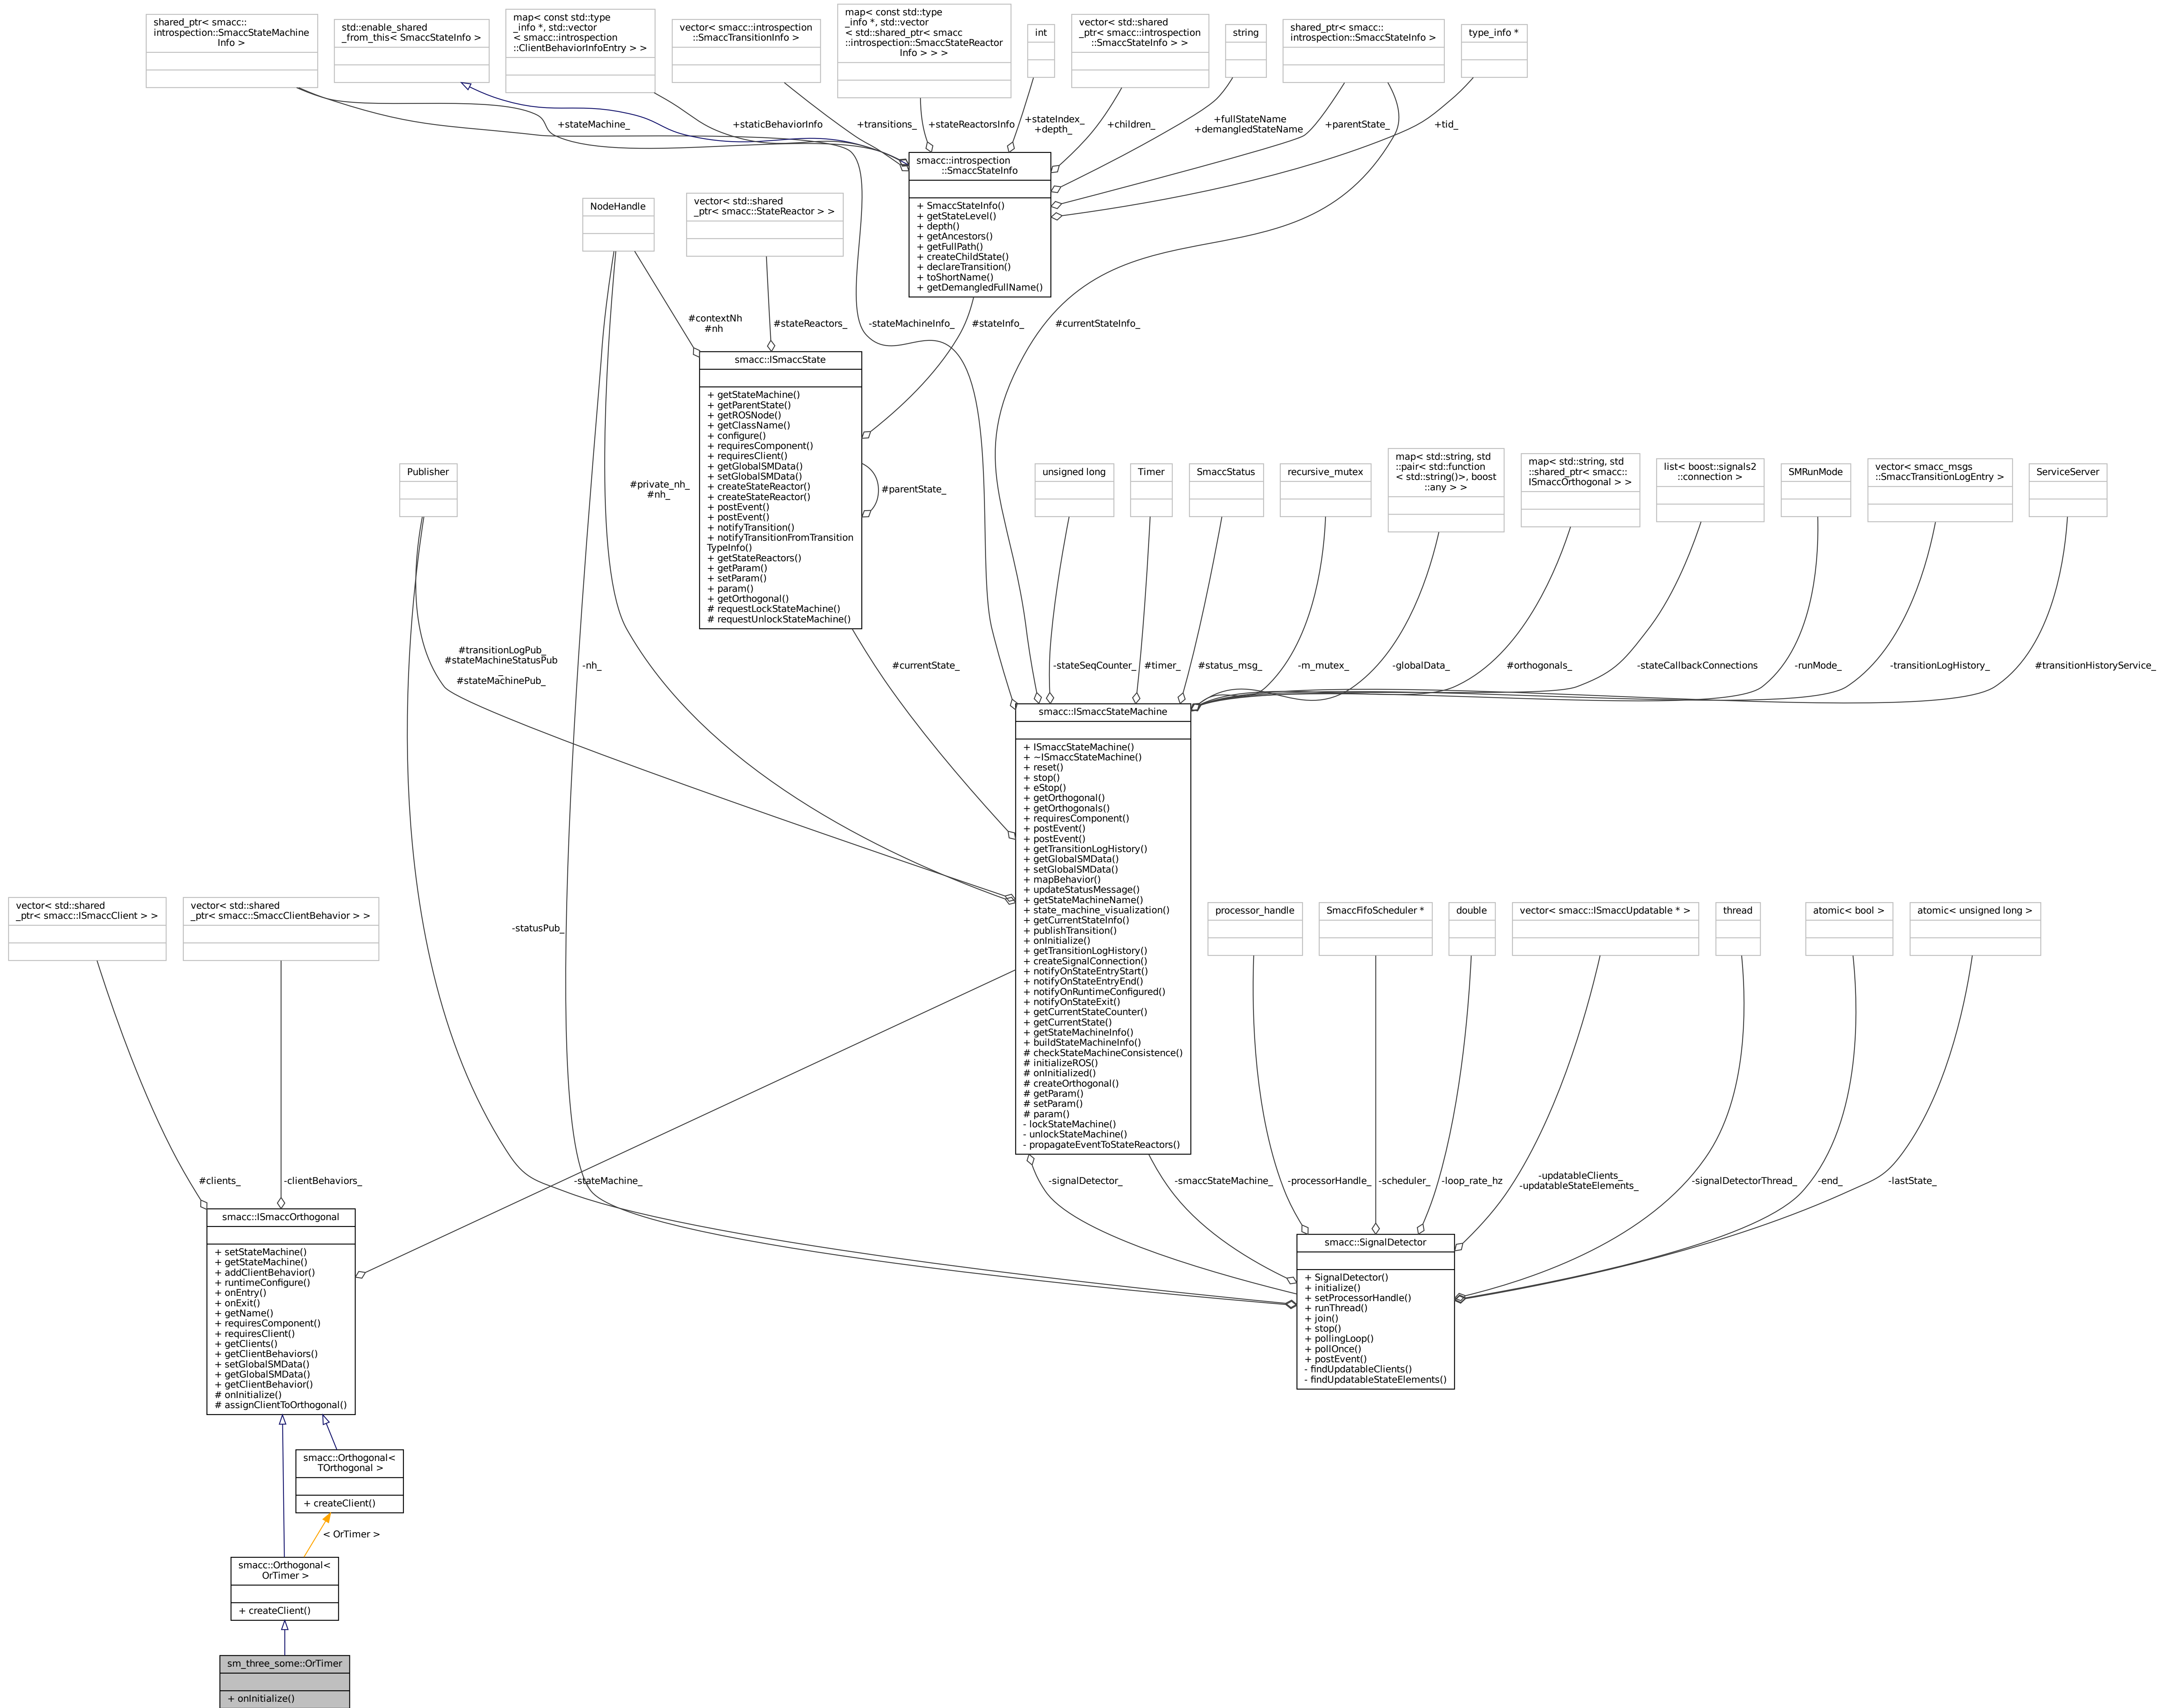 shared_ptr< smacc::
introspection::SmaccStateMachine
Info >
std::enable_shared
_from_this< SmaccStateInfo >
map< const std::type
_info *, std::vector
< smacc::introspection
::ClientBehaviorInfoEntry > >
vector< smacc::introspection
::SmaccTransitionInfo >
map< const std::type
_info *, std::vector
< std::shared_ptr< smacc
::introspection::SmaccStateReactor
Info > > >
int
vector< std::shared
_ptr< smacc::introspection
::SmaccStateInfo > >
string
shared_ptr< smacc::
introspection::SmaccStateInfo >
type_info *
+stateMachine_
+staticBehaviorInfo
+transitions_
+stateReactorsInfo
+stateIndex_
+depth_
+children_
+fullStateName
+demangledStateName
+parentState_
+tid_
smacc::introspection
::SmaccStateInfo
+ SmaccStateInfo()
+ getStateLevel()
+ depth()
+ getAncestors()
+ getFullPath()
+ createChildState()
+ declareTransition()
+ toShortName()
+ getDemangledFullName()
NodeHandle
vector< std::shared
_ptr< smacc::StateReactor > >
#contextNh
#nh
#stateReactors_
-stateMachineInfo_
#stateInfo_
#currentStateInfo_
smacc::ISmaccState
+ getStateMachine()
+ getParentState()
+ getROSNode()
+ getClassName()
+ configure()
+ requiresComponent()
+ requiresClient()
+ getGlobalSMData()
+ setGlobalSMData()
+ createStateReactor()
+ createStateReactor()
+ postEvent()
+ postEvent()
+ notifyTransition()
+ notifyTransitionFromTransition
TypeInfo()
+ getStateReactors()
+ getParam()
+ setParam()
+ param()
+ getOrthogonal()
# requestLockStateMachine()
# requestUnlockStateMachine()
#parentState_
Publisher
#private_nh_
#nh_
unsigned long
Timer
SmaccStatus
recursive_mutex
map< std::string, std
::pair< std::function
< std::string()>, boost
::any > >
map< std::string, std
::shared_ptr< smacc::
ISmaccOrthogonal > >
list< boost::signals2
::connection >
SMRunMode
vector< smacc_msgs
::SmaccTransitionLogEntry >
ServiceServer
#transitionLogPub_
#stateMachineStatusPub
_
#stateMachinePub_
-nh_
#currentState_
-stateSeqCounter_
#timer_
#status_msg_
-m_mutex_
-globalData_
#orthogonals_
-stateCallbackConnections
-runMode_
-transitionLogHistory_
#transitionHistoryService_
smacc::ISmaccStateMachine
+ ISmaccStateMachine()
+ ~ISmaccStateMachine()
+ reset()
+ stop()
+ eStop()
+ getOrthogonal()
+ getOrthogonals()
+ requiresComponent()
+ postEvent()
+ postEvent()
+ getTransitionLogHistory()
+ getGlobalSMData()
+ setGlobalSMData()
+ mapBehavior()
+ updateStatusMessage()
+ getStateMachineName()
+ state_machine_visualization()
+ getCurrentStateInfo()
+ publishTransition()
+ onInitialize()
+ getTransitionLogHistory()
+ createSignalConnection()
+ notifyOnStateEntryStart()
+ notifyOnStateEntryEnd()
+ notifyOnRuntimeConfigured()
+ notifyOnStateExit()
+ getCurrentStateCounter()
+ getCurrentState()
+ getStateMachineInfo()
+ buildStateMachineInfo()
# checkStateMachineConsistence()
# initializeROS()
# onInitialized()
# createOrthogonal()
# getParam()
# setParam()
# param()
- lockStateMachine()
- unlockStateMachine()
- propagateEventToStateReactors()
vector< std::shared
_ptr< smacc::ISmaccClient > >
vector< std::shared
_ptr< smacc::SmaccClientBehavior > >
-statusPub_
processor_handle
SmaccFifoScheduler *
double
vector< smacc::ISmaccUpdatable * >
thread
atomic< bool >
atomic< unsigned long >
#clients_
-clientBehaviors_
-stateMachine_
-signalDetector_
-smaccStateMachine_
-processorHandle_
-scheduler_
-loop_rate_hz
-updatableClients_
-updatableStateElements_
-signalDetectorThread_
-end_
-lastState_
smacc::ISmaccOrthogonal
+ setStateMachine()
+ getStateMachine()
+ addClientBehavior()
+ runtimeConfigure()
+ onEntry()
+ onExit()
+ getName()
+ requiresComponent()
+ requiresClient()
+ getClients()
+ getClientBehaviors()
+ setGlobalSMData()
+ getGlobalSMData()
+ getClientBehavior()
# onInitialize()
# assignClientToOrthogonal()
smacc::SignalDetector
+ SignalDetector()
+ initialize()
+ setProcessorHandle()
+ runThread()
+ join()
+ stop()
+ pollingLoop()
+ pollOnce()
+ postEvent()
- findUpdatableClients()
- findUpdatableStateElements()
smacc::Orthogonal<
TOrthogonal >
+ createClient()
< OrTimer >
smacc::Orthogonal<
OrTimer >
+ createClient()
sm_three_some::OrTimer
+ onInitialize()